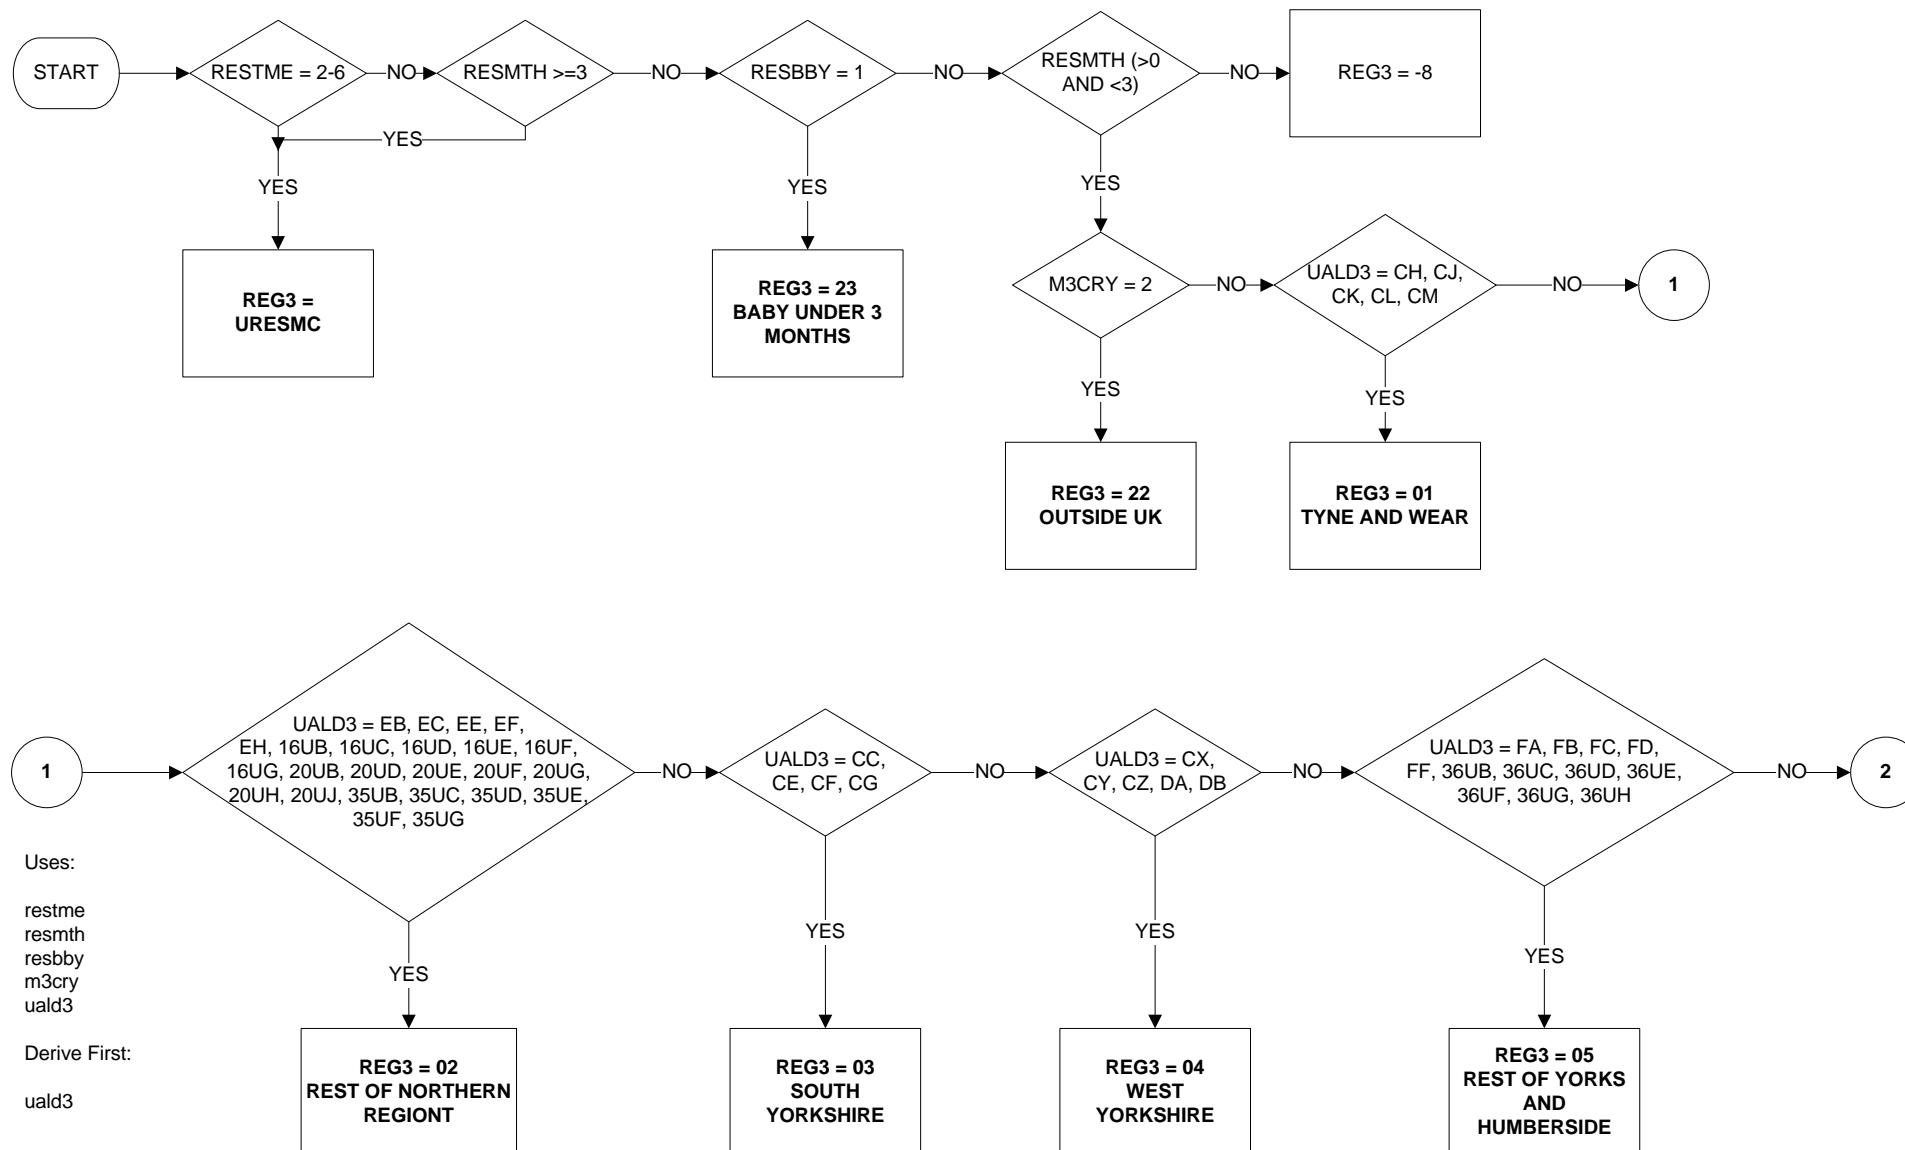 START
RESTME = 2-6
NO
RESMTH >=3
NO
RESBBY = 1
NO
RESMTH (>0
AND <3)
NO
REG3 = -8
YES
YES
YES
YES
REG3 =
URESMC
REG3 = 23
BABY UNDER 3
MONTHS
M3CRY = 2
NO
UALD3 = CH, CJ,
CK, CL, CM
NO
1
YES
YES
REG3 = 22
OUTSIDE UK
REG3 = 01
TYNE AND WEAR
1
UALD3 = EB, EC, EE, EF,
EH, 16UB, 16UC, 16UD, 16UE, 16UF,
16UG, 20UB, 20UD, 20UE, 20UF, 20UG,
20UH, 20UJ, 35UB, 35UC, 35UD, 35UE,
35UF, 35UG
NO
UALD3 = CC,
CE, CF, CG
NO
UALD3 = CX,
CY, CZ, DA, DB
NO
UALD3 = FA, FB, FC, FD,
FF, 36UB, 36UC, 36UD, 36UE,
36UF, 36UG, 36UH
NO
2
Uses:
restme
resmth
resbby
m3cry
uald3
Derive First:
uald3
YES
YES
YES
YES
REG3 = 02
REST OF NORTHERN
REGIONT
REG3 = 03
SOUTH
YORKSHIRE
REG3 = 04
WEST
YORKSHIRE
REG3 = 05
REST OF YORKS
AND
HUMBERSIDE